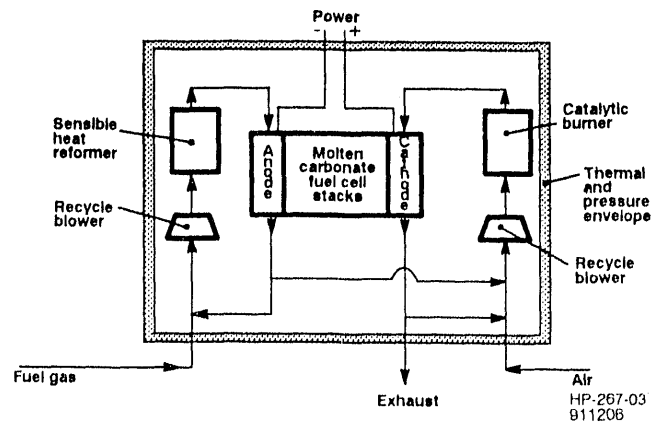 Power
- +
Sensible
heat
reformer
Catalytic
burner
Anode
Molten
carbonate
fuel cell
stacks
Cathode
Thermal
and
pressure
envelope
Recycle
blower
Recycle
blower
Fuel gas
Air
Exhaust
HP-267-03
911206